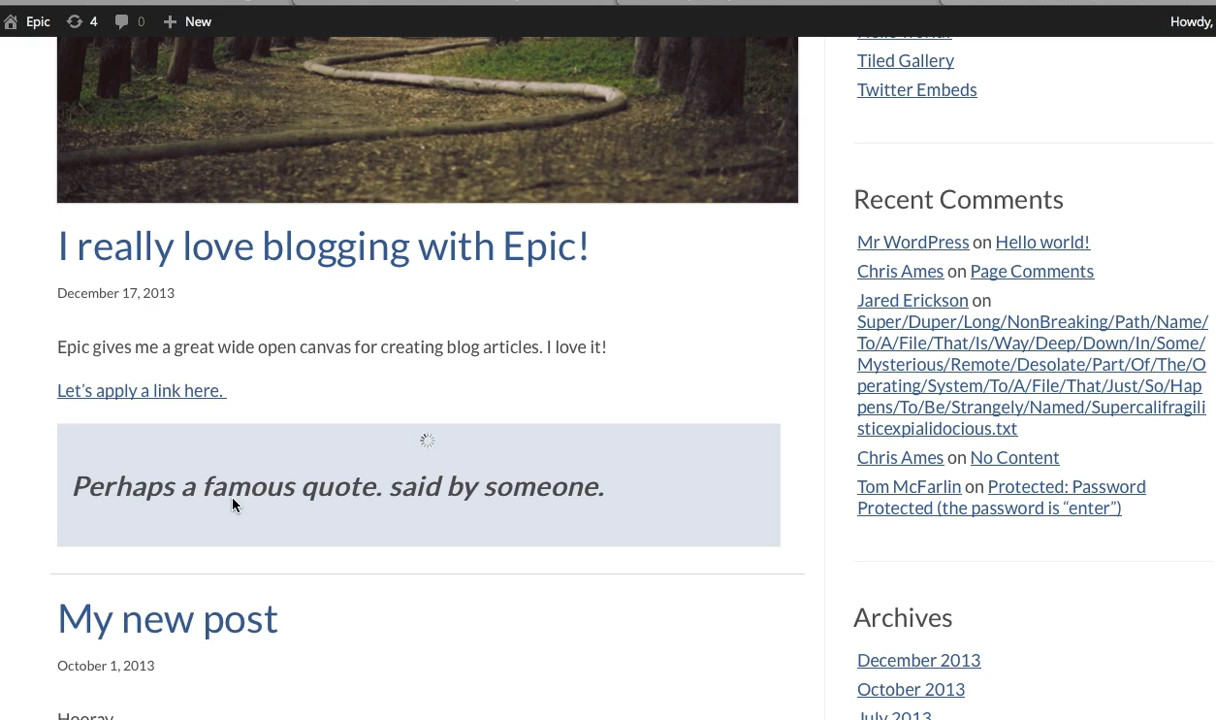 Epic 4 0 New Howdy,
I really love blogging with Epic!
December 17, 2013
Epic gives me a great wide open canvas for creating blog articles. I love it!
Let's apply a link here.
Perhaps a famous quote. said by someone.
My new post
October 1, 2013
Hooray
Tiled Gallery
Twitter Embeds
Recent Comments
Mr WordPress on Hello world!
Chris Ames on Page Comments
Jared Erickson on
Super/Duper/Long/NonBreaking/Path/Name/
To/A/File/That/Is/Way/Deep/Down/In/Some/
Mysterious/Remote/Desolate/Part/Of/The/O
perating/System/To/A/File/That/Just/So/Hap
pens/To/Be/Strangely/Named/Supercalifragili
sticexpialidocious.txt
Chris Ames on No Content
Tom McFarlin on Protected: Password
Protected (the password is “enter”)
Archives
December 2013
October 2013
July 2013